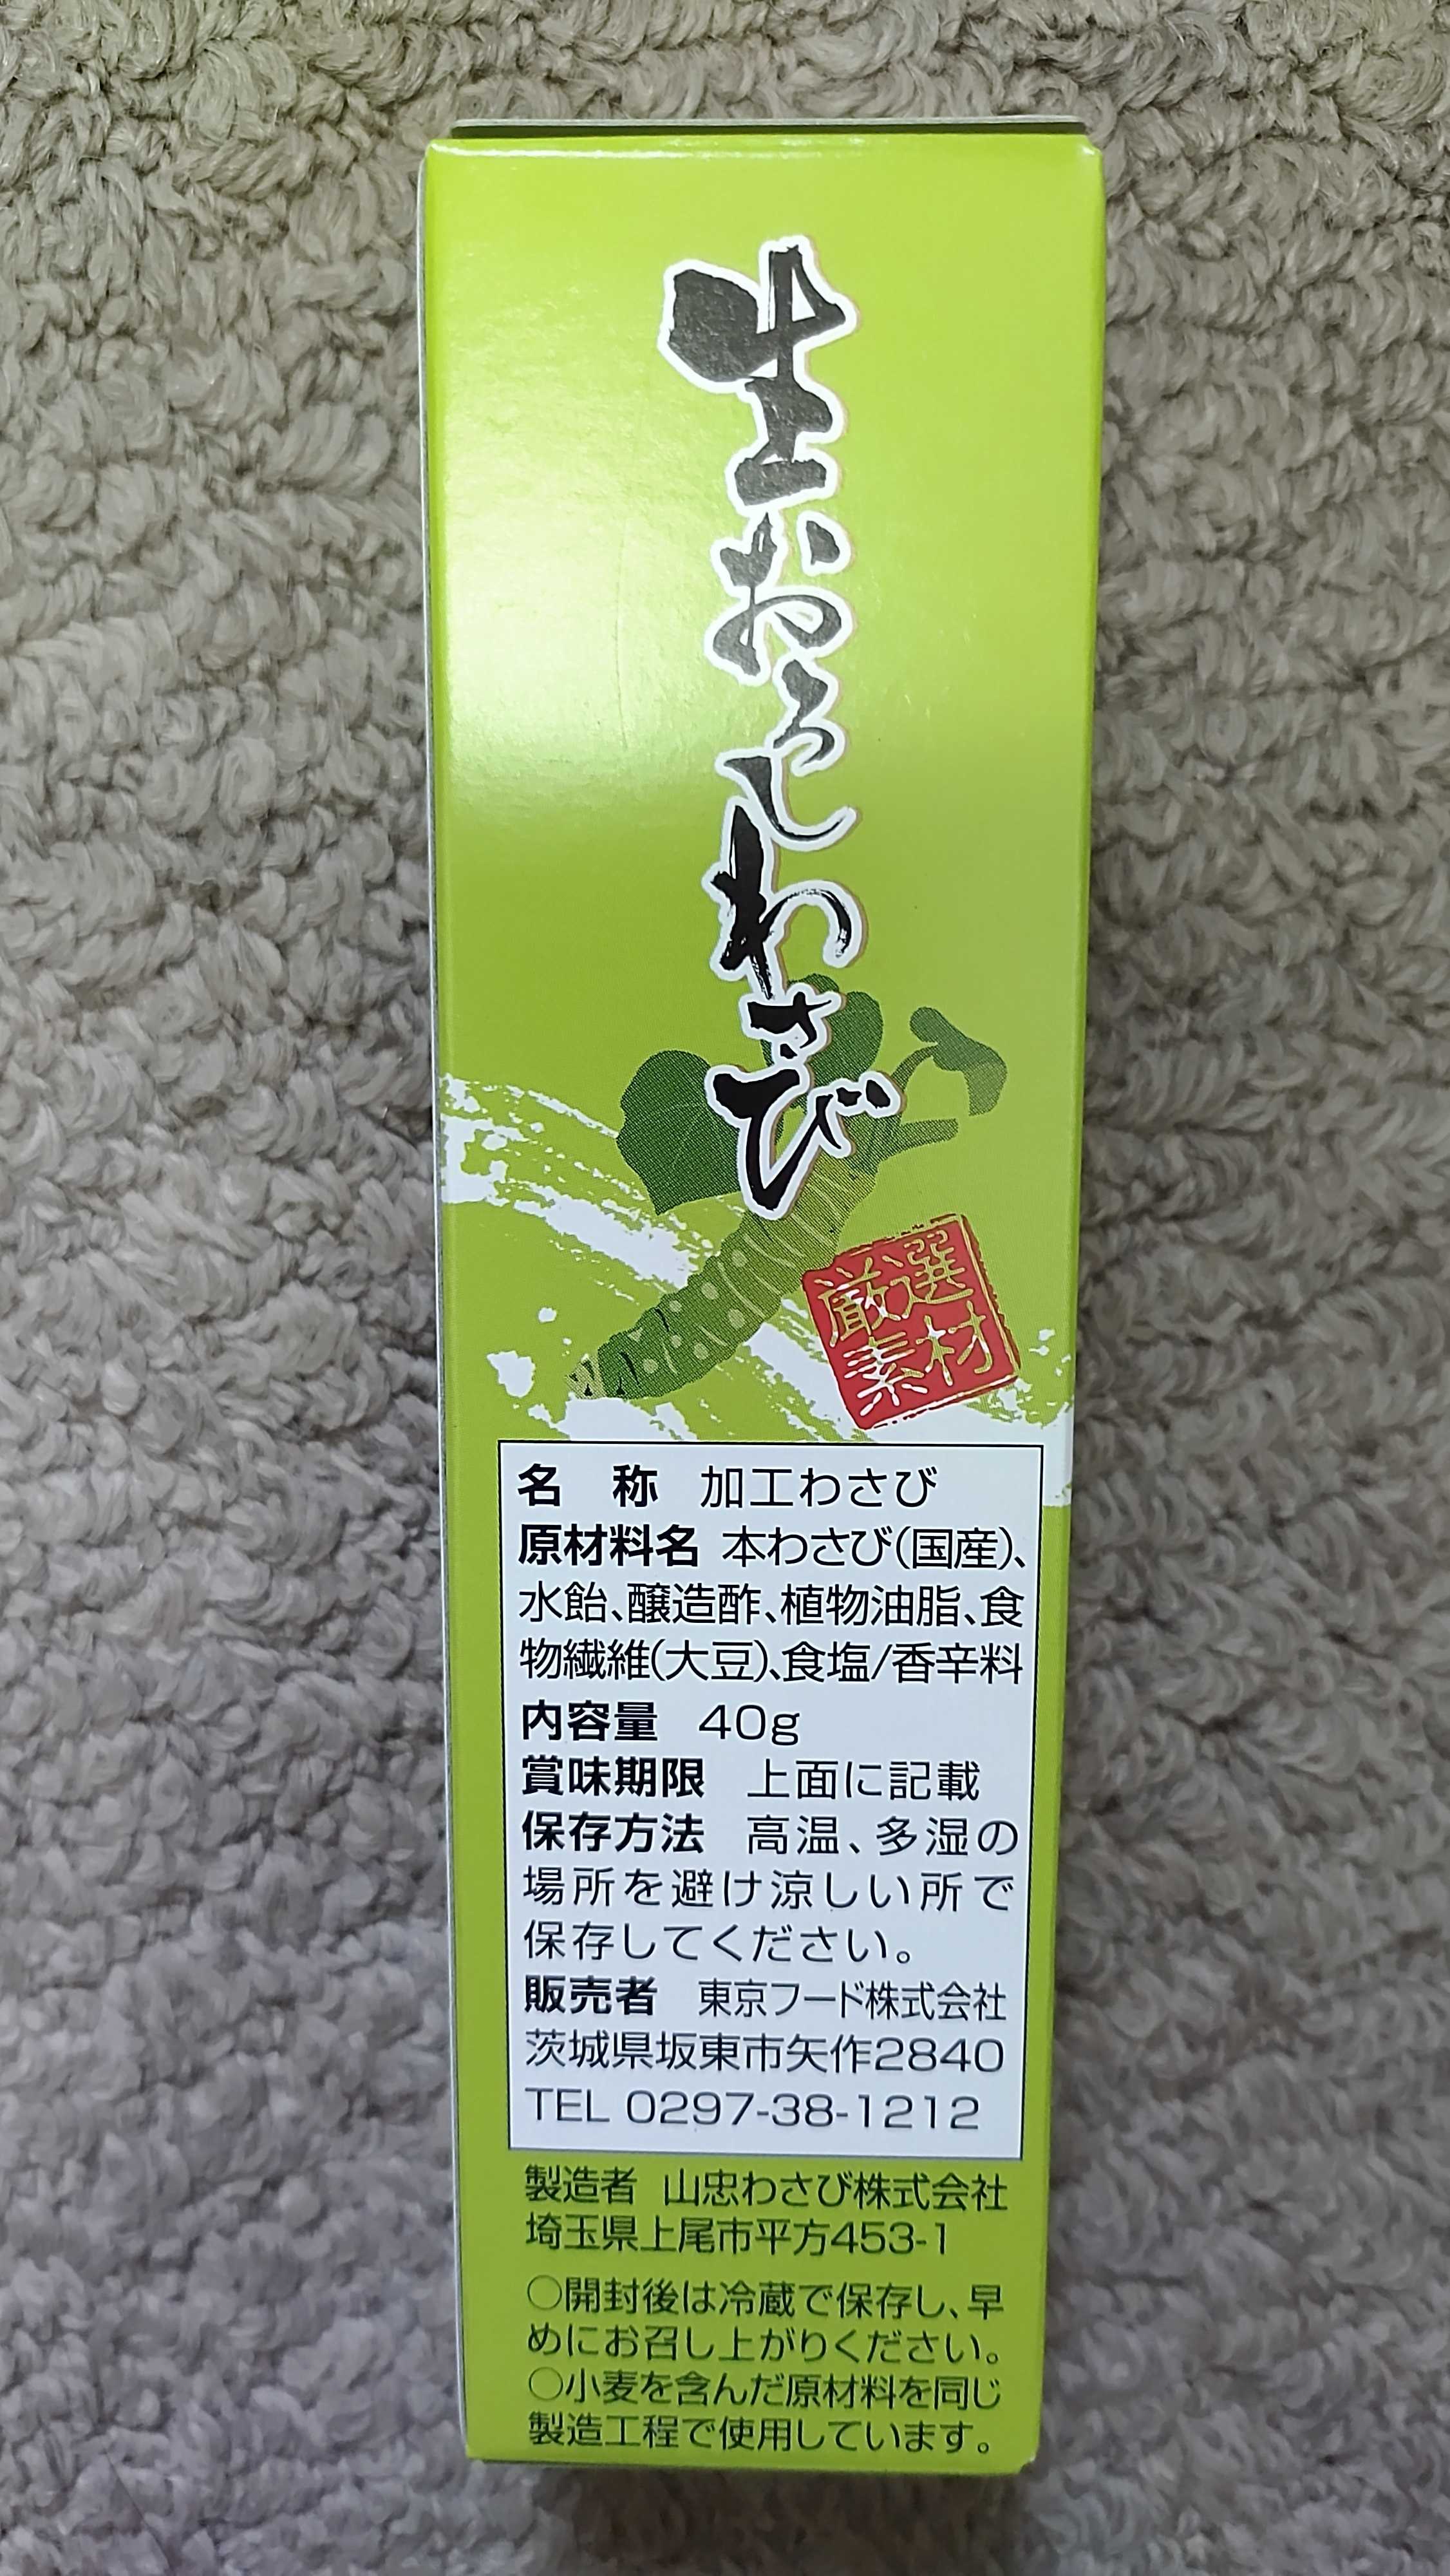 生おろしわさび
厳選
素材
名　称　加工わさび
原材料名 本わさび(国産)、
水飴、醸造酢、植物油脂、食
物繊維(大豆)、食塩/香辛料
内容量　40g
賞味期限　上面に記載
保存方法　高温、多湿の
場所を避け涼しい所で
保存してください。
販売者　東京フード株式会社
茨城県坂東市矢作2840
TEL 0297-38-1212
製造者 山忠わさび株式会社
埼玉県上尾市平方453-1
○開封後は冷蔵で保存し、早
めにお召し上がりください。
○小麦を含んだ原材料を同じ
製造工程で使用しています。